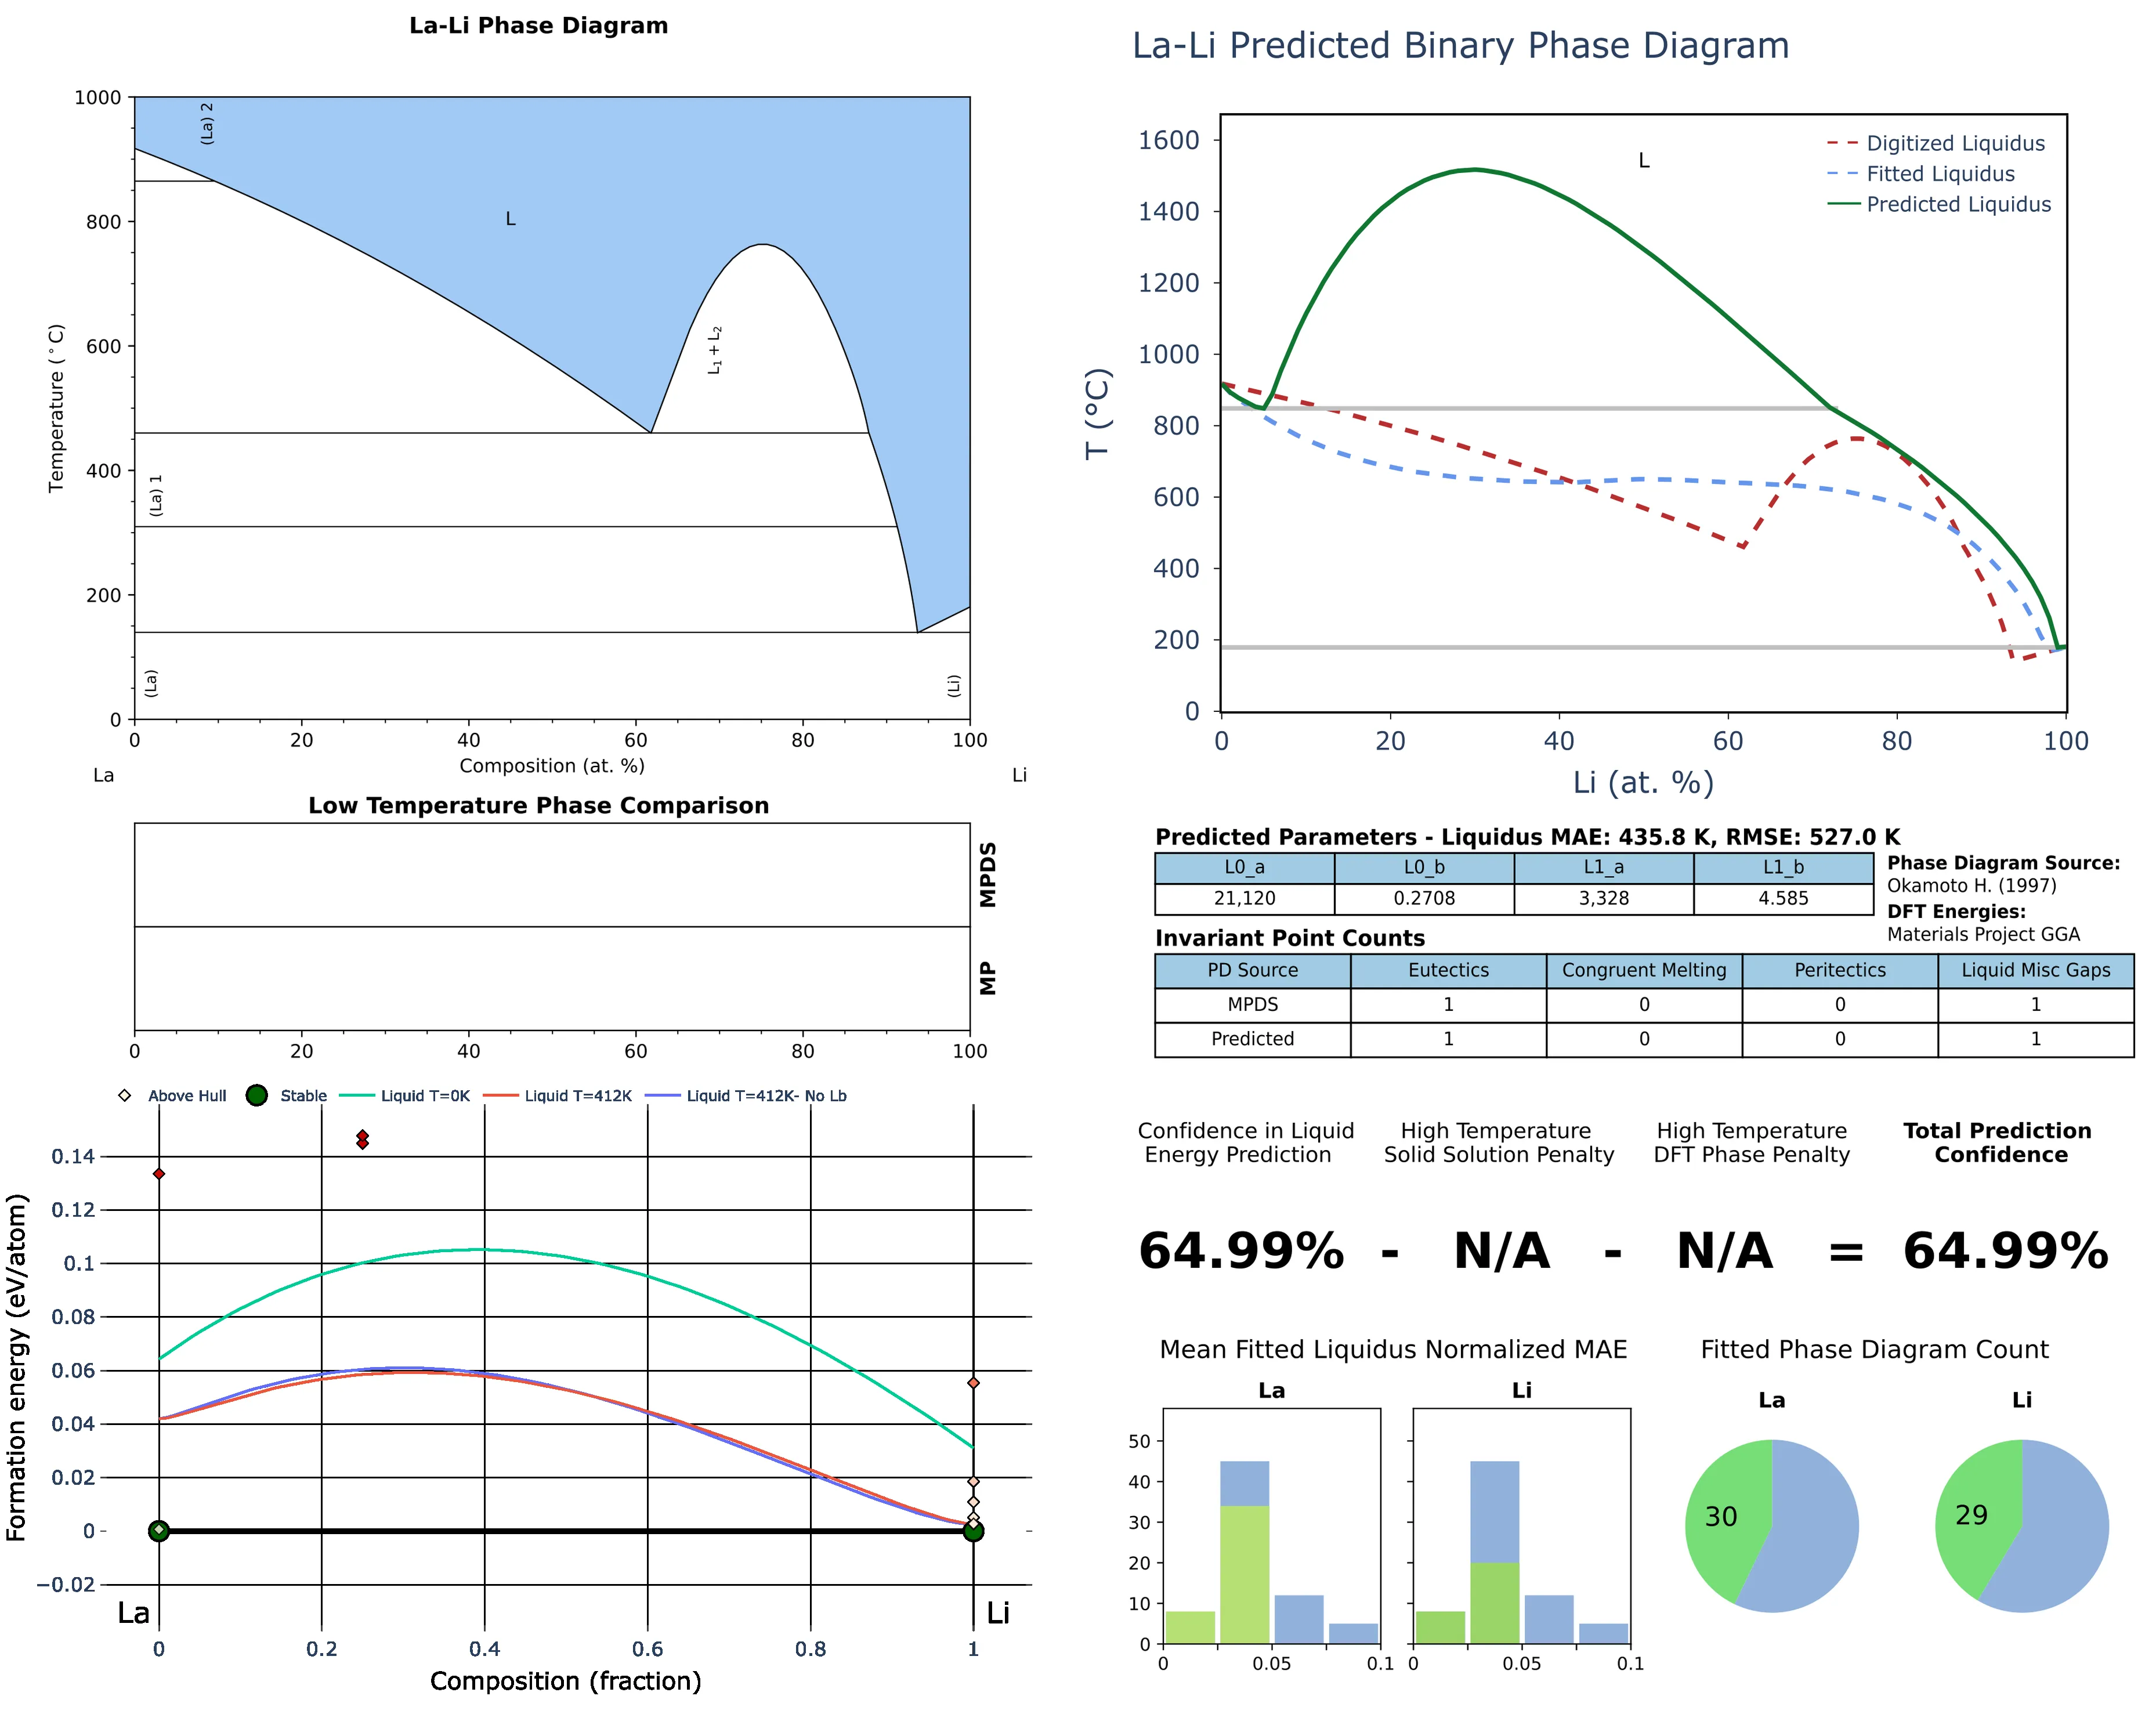 La-Li Phase Diagram
1000
800
600
400
200
0
Temperature (°C)
(La) 2
L
L1 + L2
(La) 1
(La)
(Li)
0 20 40 60 80 100
Composition (at. %)
La Li
Low Temperature Phase Comparison
MPDS
MP
0 20 40 60 80 100
Above Hull Stable Liquid T=0K Liquid T=412K Liquid T=412K- No Lb
0.14
0.12
0.1
0.08
0.06
0.04
0.02
0
−0.02
Formation energy (eV/atom)
La Li
0 0.2 0.4 0.6 0.8 1
Composition (fraction)
La-Li Predicted Binary Phase Diagram
1600
1400
1200
1000
800
600
400
200
0
T (°C)
L
Digitized Liquidus
Fitted Liquidus
Predicted Liquidus
0 20 40 60 80 100
Li (at. %)
Predicted Parameters - Liquidus MAE: 435.8 K, RMSE: 527.0 K
L0_a L0_b L1_a L1_b
21,120 0.2708 3,328 4.585
Phase Diagram Source:
Okamoto H. (1997)
DFT Energies:
Materials Project GGA
Invariant Point Counts
PD Source Eutectics Congruent Melting Peritectics Liquid Misc Gaps
MPDS 1 0 0 1
Predicted 1 0 0 1
Confidence in Liquid
Energy Prediction
High Temperature
Solid Solution Penalty
High Temperature
DFT Phase Penalty
Total Prediction
Confidence
64.99% - N/A - N/A = 64.99%
Mean Fitted Liquidus Normalized MAE
La Li
50
40
30
20
10
0
0 0.05 0.1
0 0.05 0.1
Fitted Phase Diagram Count
La Li
30 29